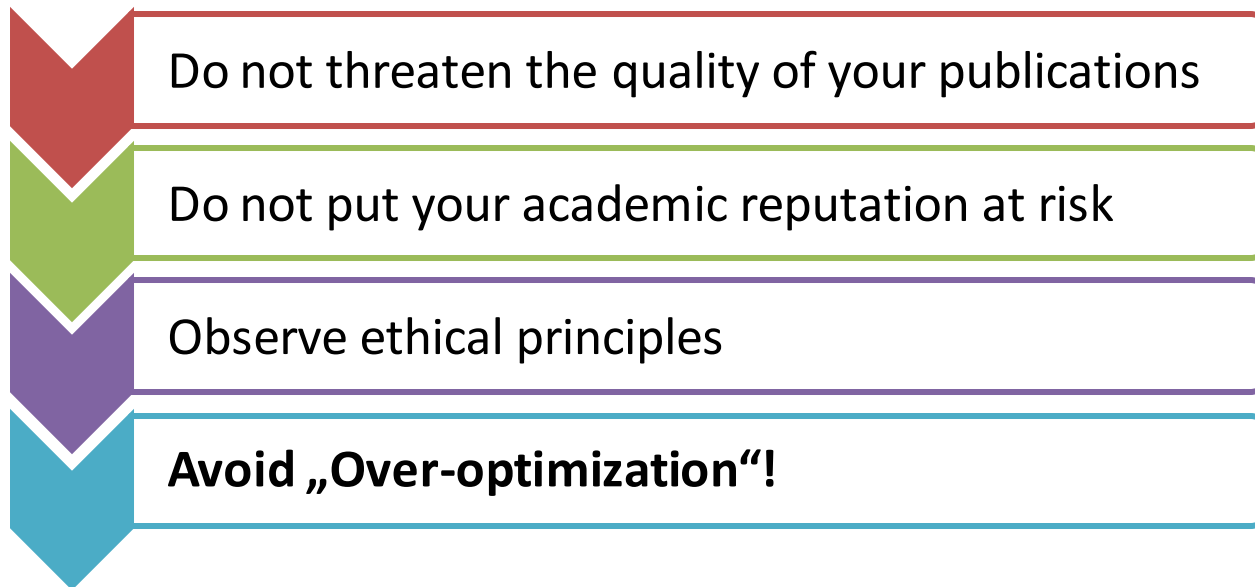 Do not threaten the quality of your publications
Do not put your academic reputation at risk
Observe ethical principles
Avoid „Over-optimization“!